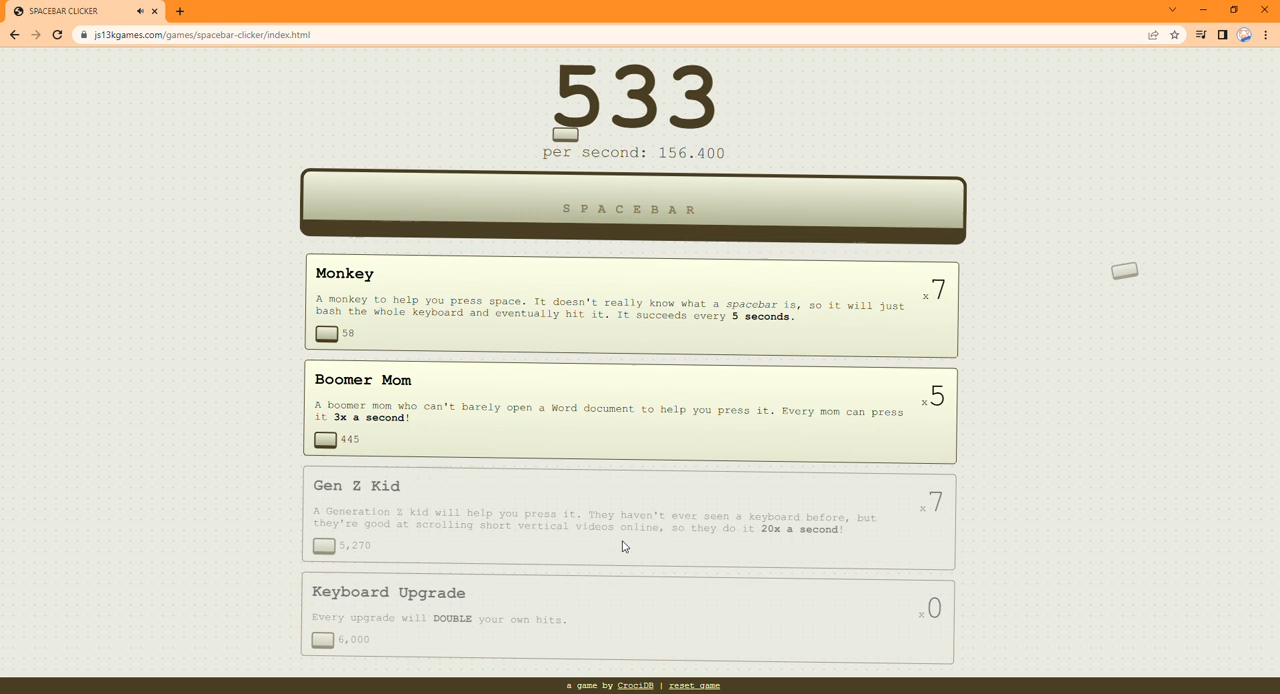 SPACEBAR CLICKER
js13kgames.com/games/spacebar-clicker/index.html
533
per second: 156.400
SPACEBAR
Monkey
x7
A monkey to help you press space. It doesn't really know what a spacebar is, so it will just
bash the whole keyboard and eventually hit it. It succeeds every 5 seconds.
58
Boomer Mom
x5
A boomer mom who can't barely open a Word document to help you press it. Every mom can press
it 3x a second!
445
Gen Z Kid
x7
A Generation Z kid will help you press it. They haven't ever seen a keyboard before, but
they're good at scrolling short vertical videos online, so they do it 20x a second!
5,270
Keyboard Upgrade
x0
Every upgrade will DOUBLE your own hits.
6,000
a game by CrociDB | reset game